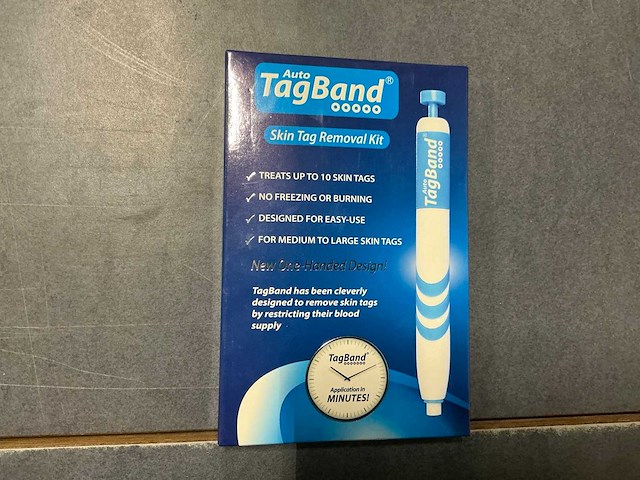 Auto
TagBand®
Skin Tag Removal Kit
TREATS UP TO 10 SKIN TAGS
NO FREEZING OR BURNING
DESIGNED FOR EASY-USE
FOR MEDIUM TO LARGE SKIN TAGS
New One-Handed Design!
TagBand has been cleverly
designed to remove skin tags
by restricting their blood
supply
TagBand®
Application in
MINUTES!
Auto
TagBand®